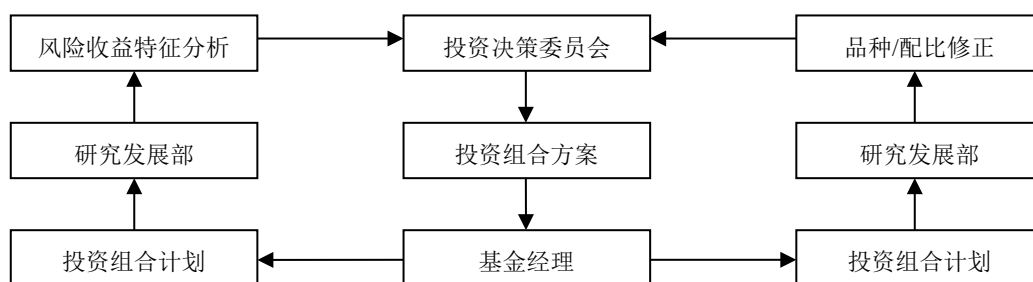 风险收益特征分析
投资决策委员会
品种/配比修正
研究发展部
投资组合方案
研究发展部
投资组合计划
基金经理
投资组合计划